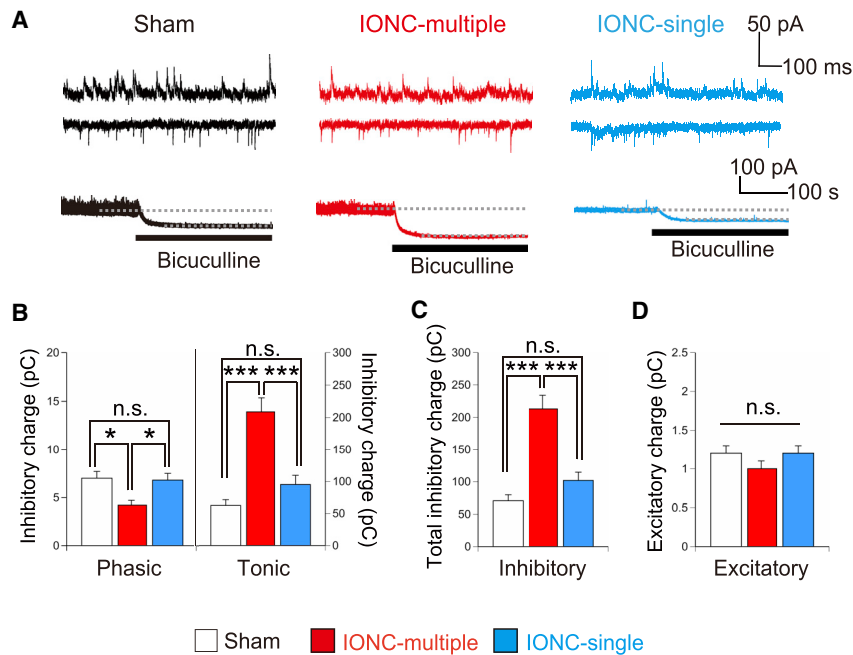 A
Sham
IONC-multiple
IONC-single
50 pA
100 ms
100 pA
100 s
Bicuculline
Bicuculline
Bicuculline
B
Inhibitory charge (pC)
20
15
10
5
0
n.s.
*
*
Phasic
n.s.
***
***
Tonic
300
250
200
150
100
50
0
Inhibitory charge
(pC)
C
Total inhibitory charge (pC)
300
250
200
150
100
50
0
n.s.
***
***
Inhibitory
D
Excitatory charge (pC)
2.5
2
1.5
1
0.5
0
n.s.
Excitatory
Sham
IONC-multiple
IONC-single